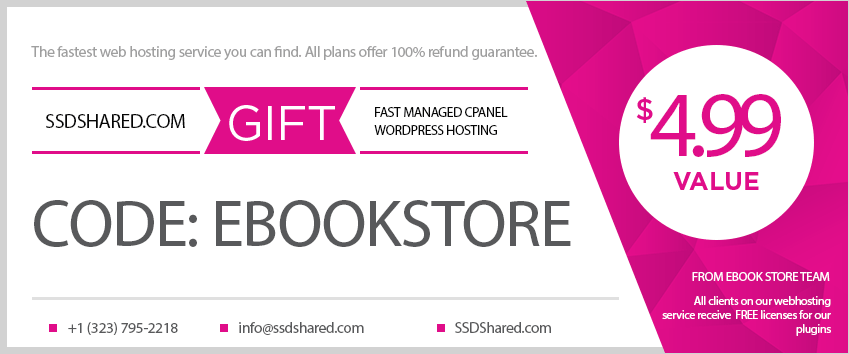 The fastest web hosting service you can find. All plans offer 100% refund guarantee.
SSDSHARED.COM
GIFT
FAST MANAGED CPANEL
WORDPRESS HOSTING
$4.99
VALUE
CODE: EBOOKSTORE
FROM EBOOK STORE TEAM
All clients on our webhosting
service receive FREE licenses for our
plugins
+1 (323) 795-2218
info@ssdshared.com
SSDShared.com